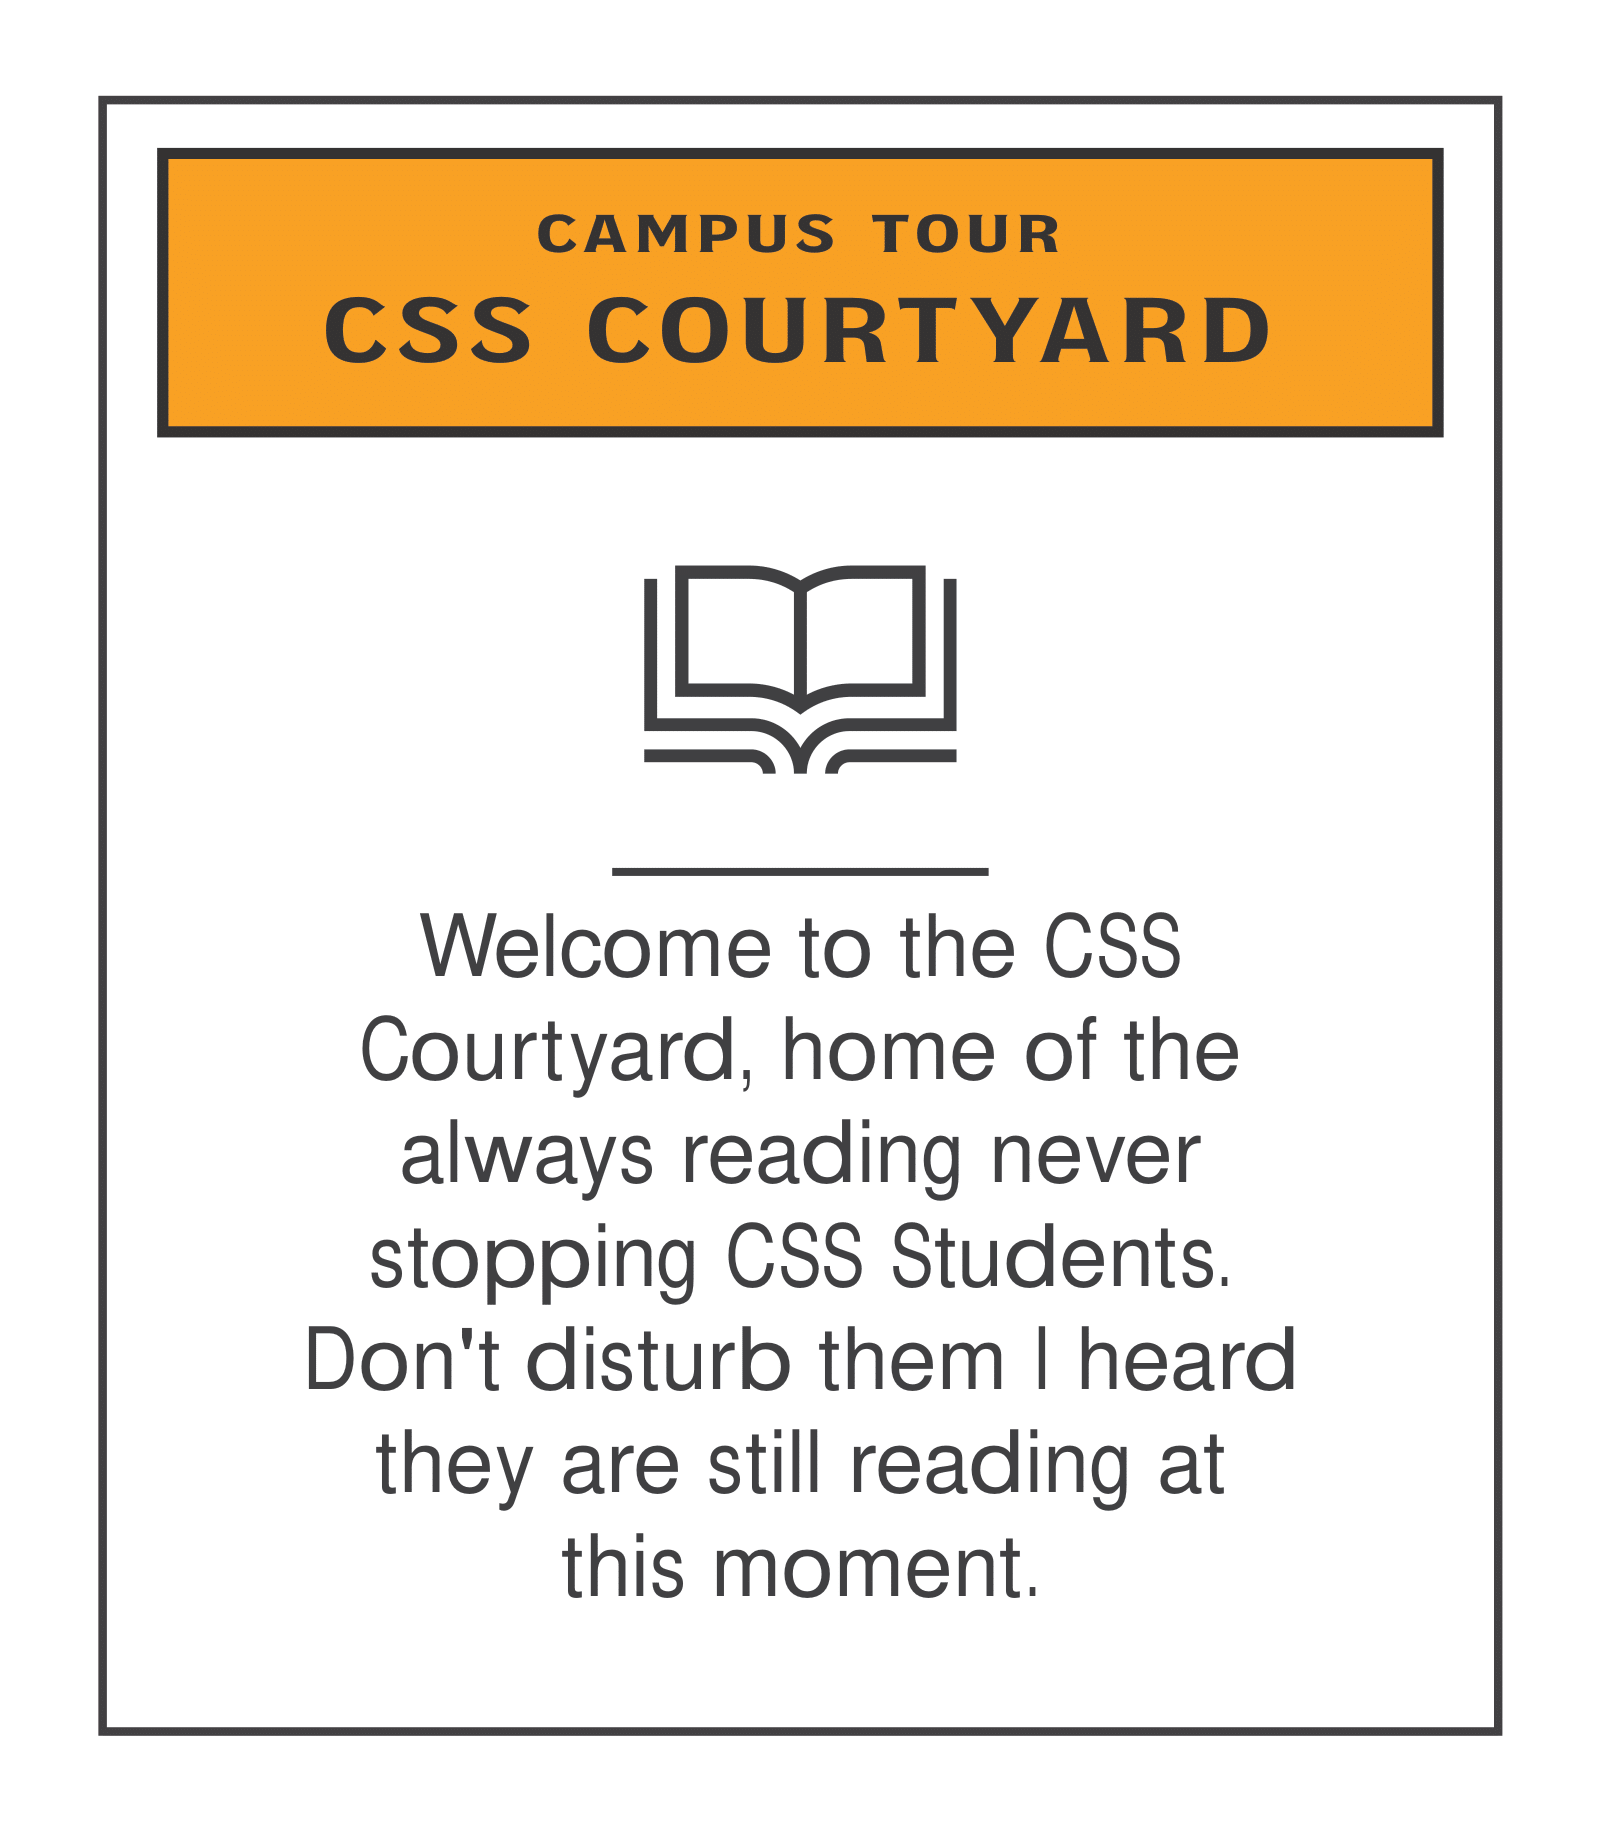 CAMPUS TOUR
CSS COURTYARD
Welcome to the CSS
Courtyard, home of the
always reading never
stopping CSS Students.
Don't disturb them I heard
they are still reading at
this moment.